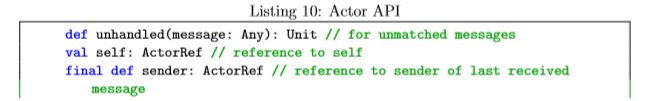 Listing 10: Actor API
def unhandled(message: Any): Unit // for unmatched messages
val self: ActorRef // reference to self
final def sender: ActorRef // reference to sender of last received
message